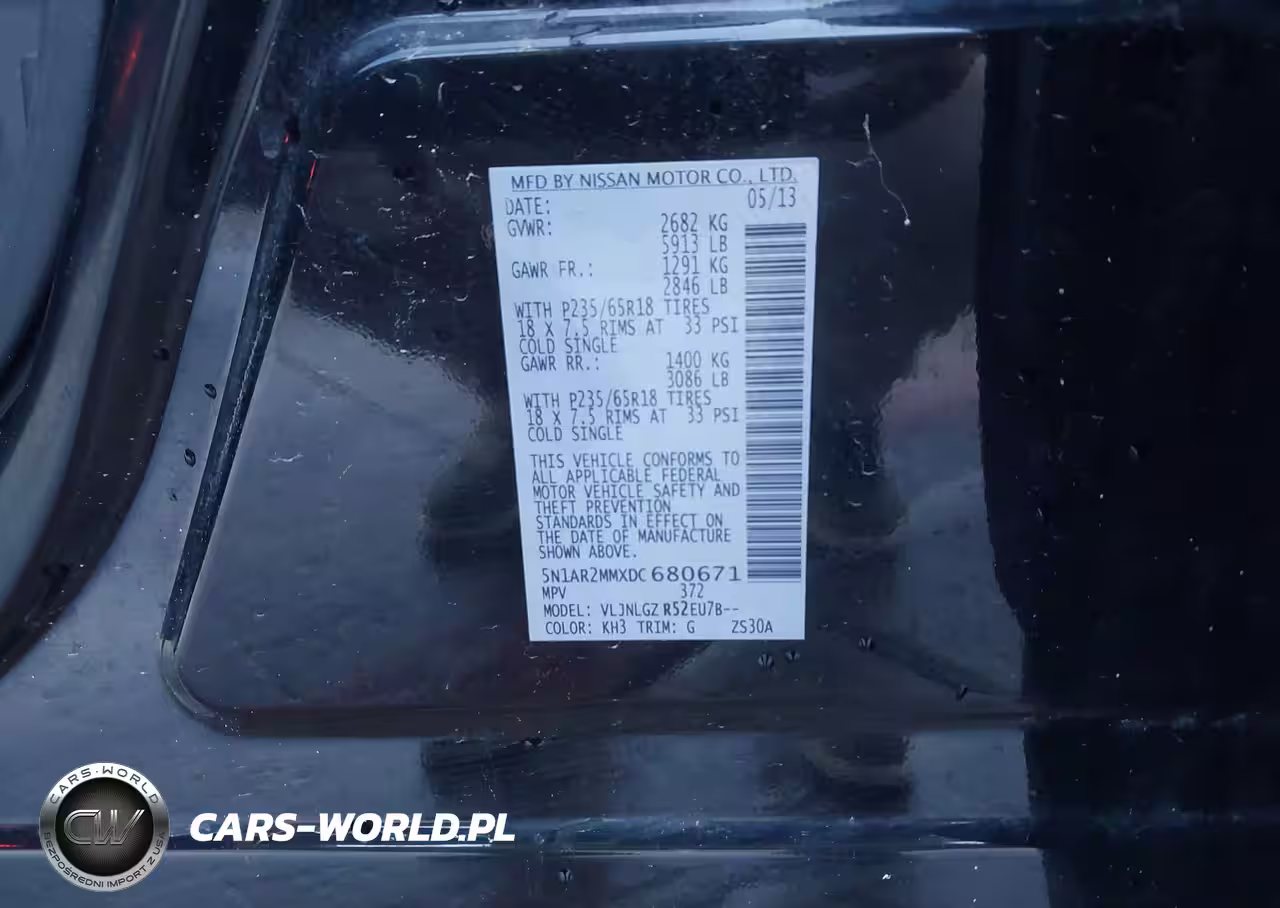 MFD BY NISSAN MOTOR CO., LTD.
DATE: 05/13
GVWR: 2682 KG
5913 LB
GAWR FR.: 1291 KG
2846 LB
WITH P235/65R18 TIRES
18 X 7.5 RIMS AT 33 PSI
COLD SINGLE
GAWR RR.: 1400 KG
3086 LB
WITH P235/65R18 TIRES
18 X 7.5 RIMS AT 33 PSI
COLD SINGLE
THIS VEHICLE CONFORMS TO
ALL APPLICABLE FEDERAL
MOTOR VEHICLE SAFETY AND
THEFT PREVENTION
STANDARDS IN EFFECT ON
THE DATE OF MANUFACTURE
SHOWN ABOVE.
5N1AR2MMXDC680671
MPV 372
MODEL: VLJNLGZ R52EU7B--
COLOR: KH3 TRIM: G ZS30A
CARS-WORLD
CW
BEZPOŚREDNI IMPORT Z USA
CARS-WORLD.PL